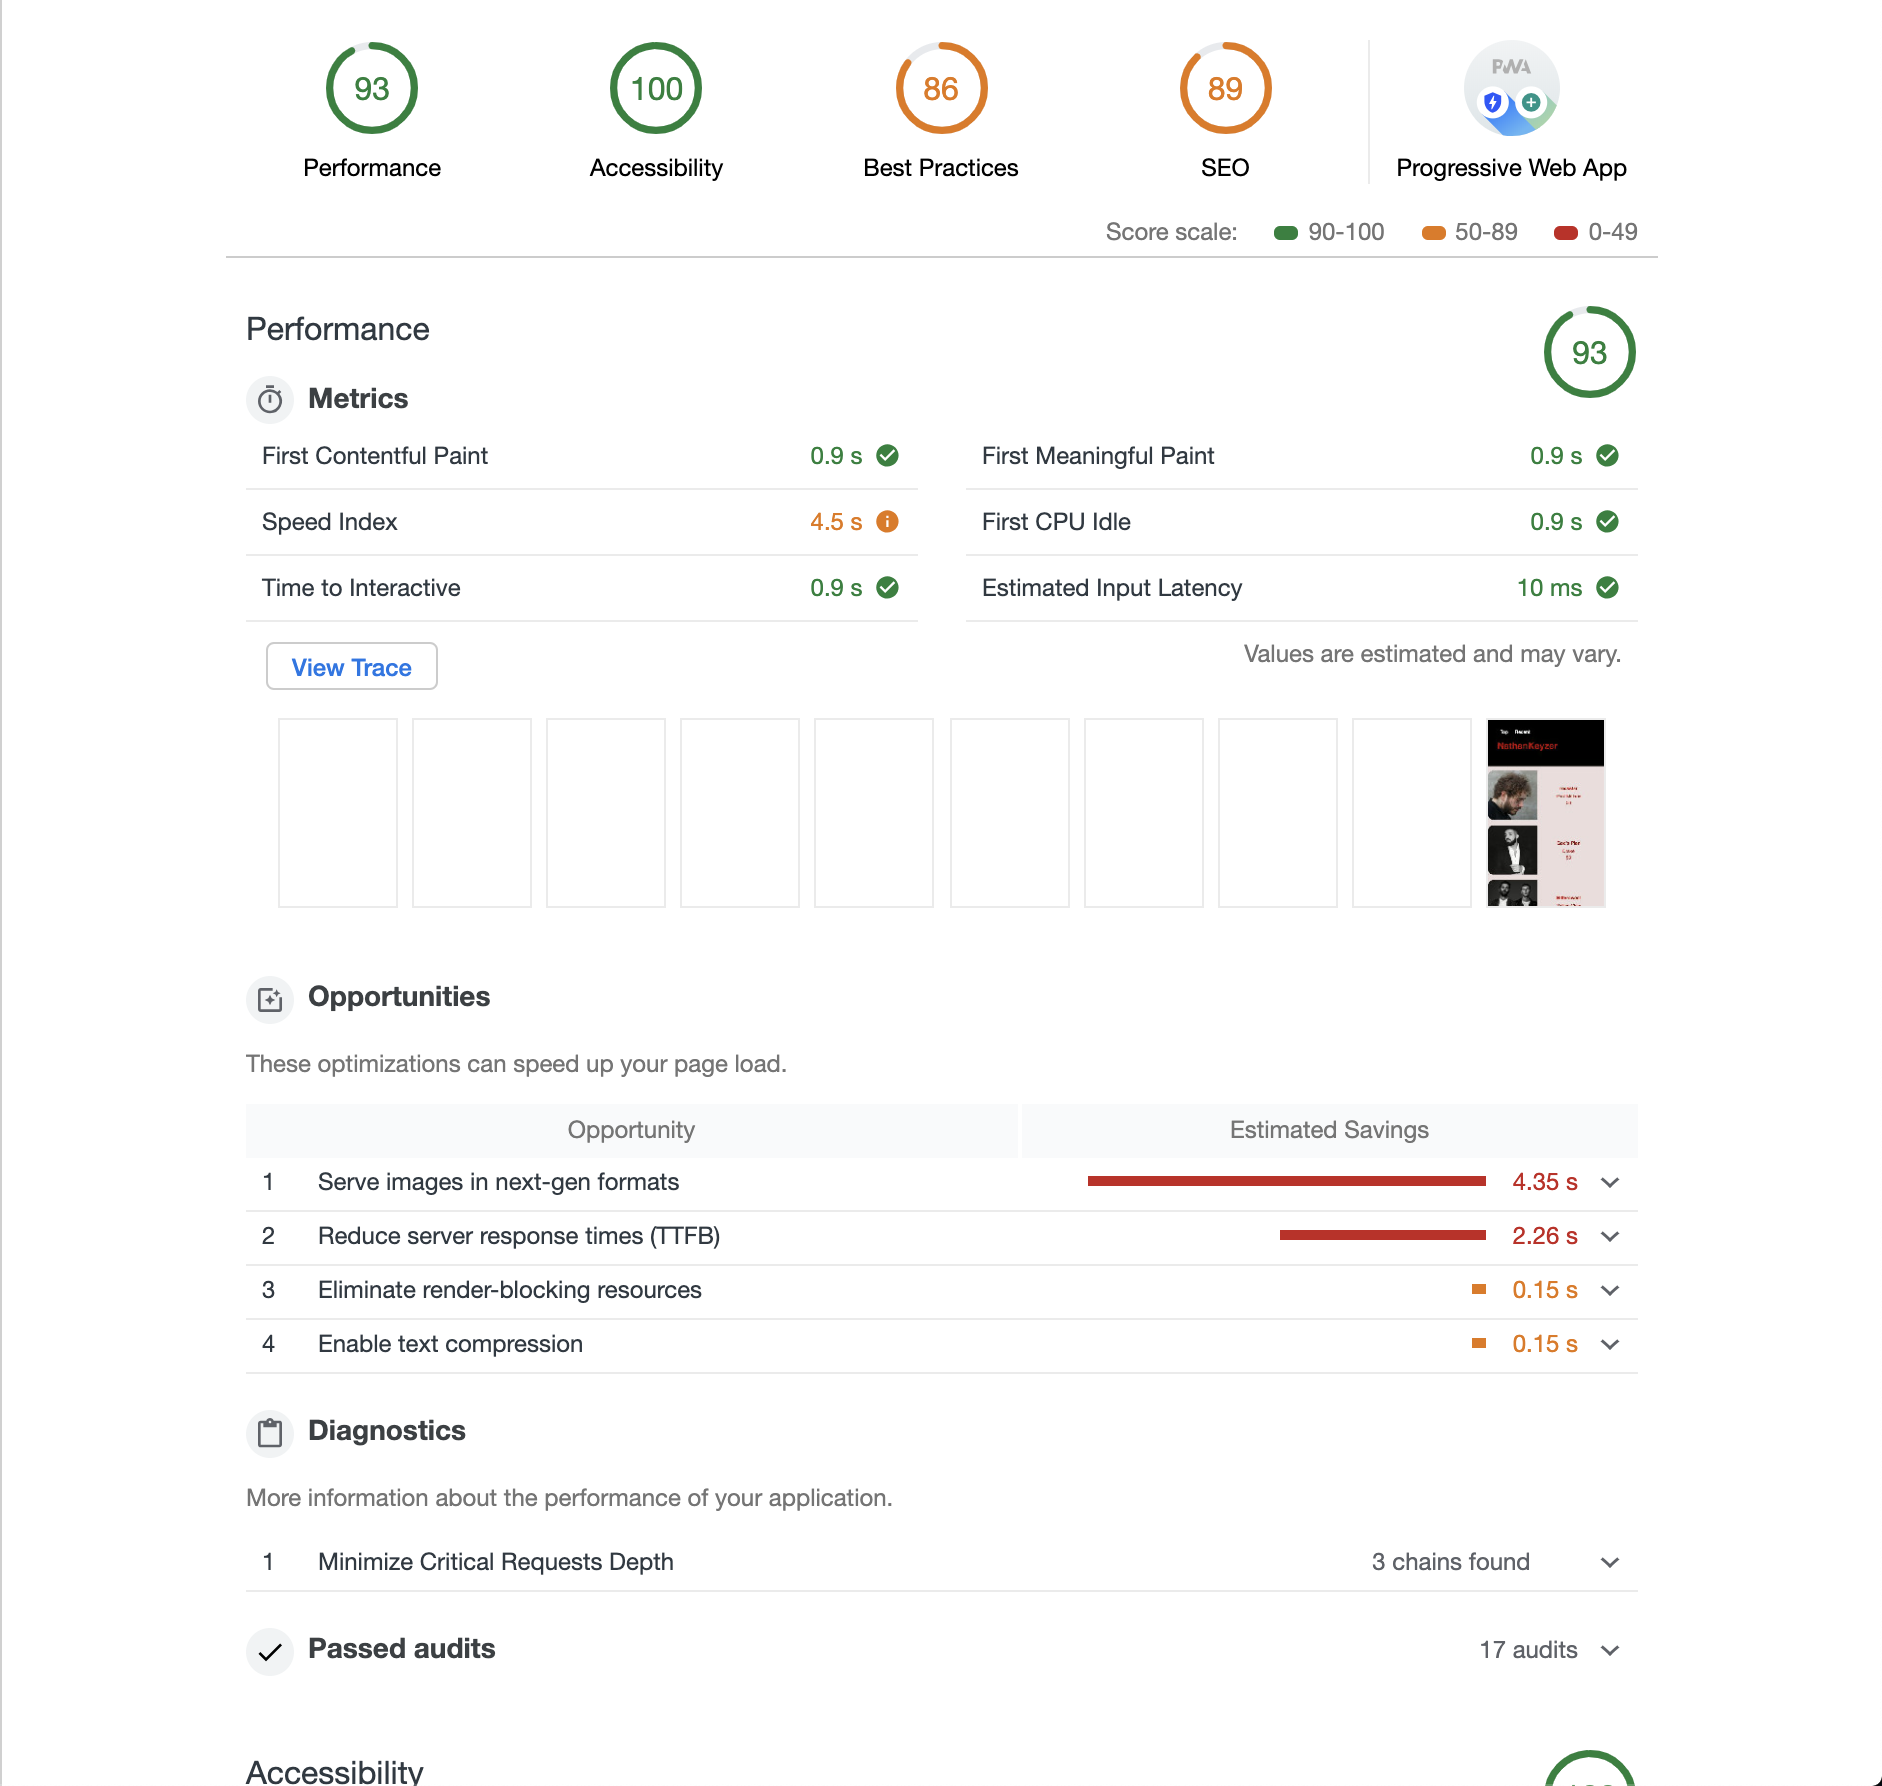 93
100
86
89
PWA
Performance
Accessibility
Best Practices
SEO
Progressive Web App
Score scale: 90-100 50-89 0-49
Performance
93
Metrics
First Contentful Paint 0.9 s
First Meaningful Paint 0.9 s
Speed Index 4.5 s
First CPU Idle 0.9 s
Time to Interactive 0.9 s
Estimated Input Latency 10 ms
View Trace
Values are estimated and may vary.
Top Recent
NathanKeyzer
God's Plan
Opportunities
These optimizations can speed up your page load.
Opportunity Estimated Savings
1 Serve images in next-gen formats 4.35 s
2 Reduce server response times (TTFB) 2.26 s
3 Eliminate render-blocking resources 0.15 s
4 Enable text compression 0.15 s
Diagnostics
More information about the performance of your application.
1 Minimize Critical Requests Depth 3 chains found
Passed audits 17 audits
Accessibility